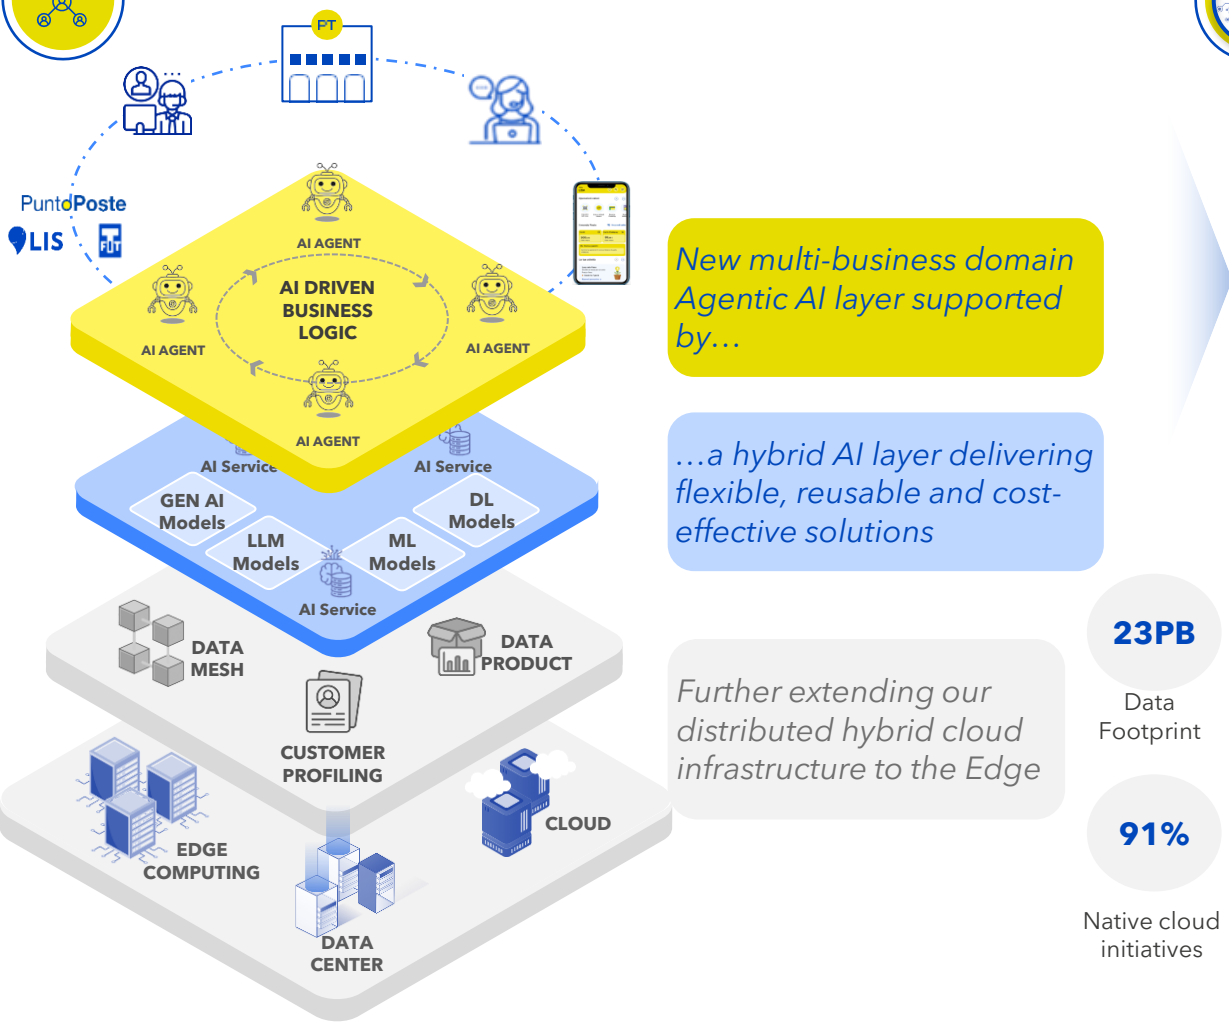 PT
PuntoPoste
LIS
FDT
AI AGENT
AI DRIVEN
BUSINESS
LOGIC
AI AGENT
AI AGENT
AI AGENT
New multi-business domain
Agentic AI layer supported
by…
AI Service
AI Service
GEN AI
Models
DL
Models
LLM
Models
ML
Models
AI Service
…a hybrid AI layer delivering
flexible, reusable and cost-
effective solutions
DATA
MESH
DATA
PRODUCT
CUSTOMER
PROFILING
EDGE
COMPUTING
CLOUD
DATA
CENTER
Further extending our
distributed hybrid cloud
infrastructure to the Edge
23PB
Data
Footprint
91%
Native cloud
initiatives